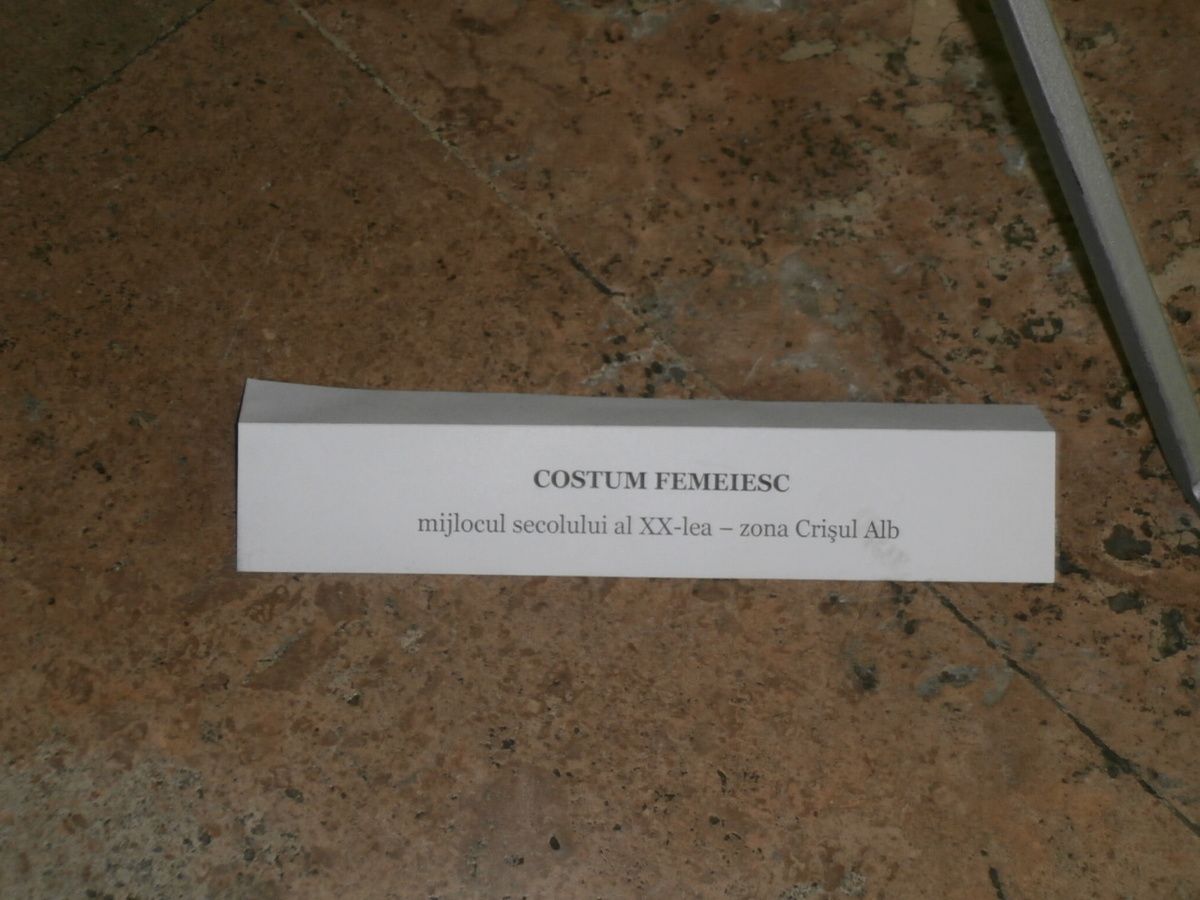 COSTUM FEMEIESC
mijlocul secolului al XX-lea – zona Crişul Alb